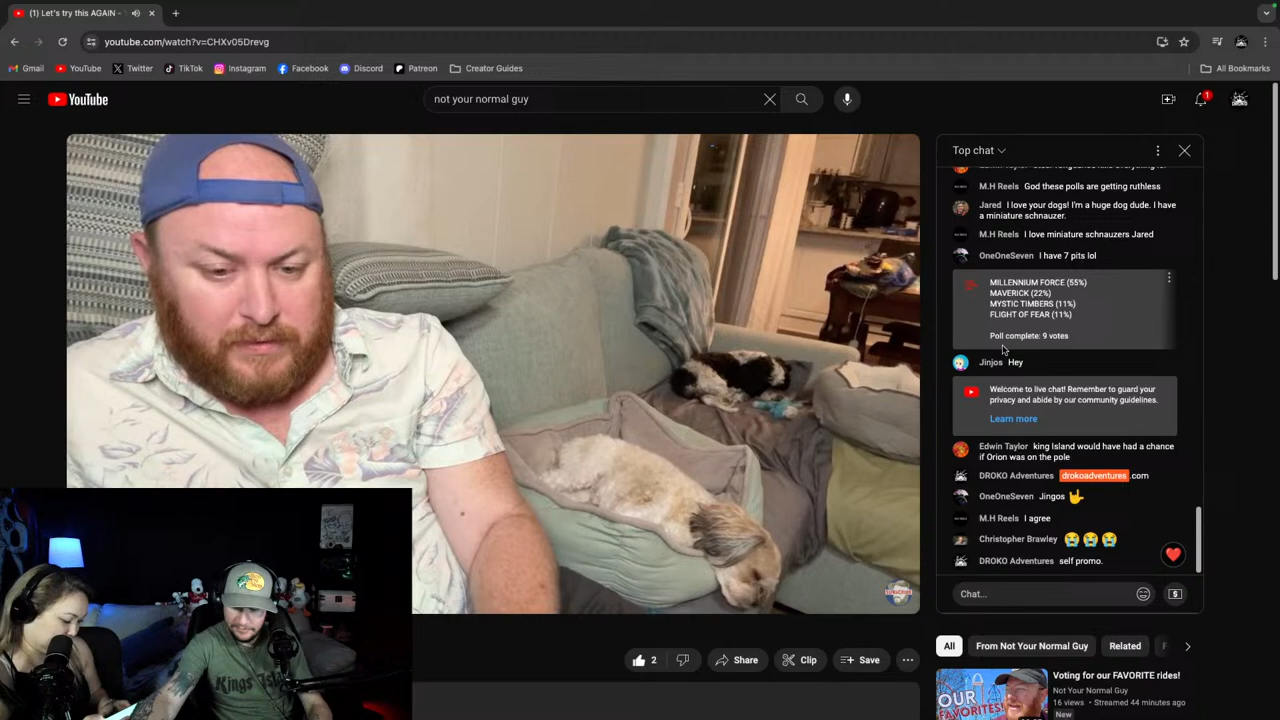 (1) Let's try this AGAIN -
youtube.com/watch?v=CHXv05Drevg
Gmail YouTube Twitter TikTok Instagram Facebook Discord Patreon Creator Guides All Bookmarks
YouTube
not your normal guy
1
Top chat
M.H Reels God these polls are getting ruthless
Jared I love your dogs! I'm a huge dog dude. I have
a miniature schnauzer.
M.H Reels I love miniature schnauzers Jared
OneOneSeven I have 7 pits lol
MILLENNIUM FORCE (55%)
MAVERICK (22%)
MYSTIC TIMBERS (11%)
FLIGHT OF FEAR (11%)
Poll complete: 9 votes
Jinjos Hey
Welcome to live chat! Remember to guard your
privacy and abide by our community guidelines.
Learn more
Edwin Taylor king Island would have had a chance
if Orion was on the pole
DROKO Adventures drokoadventures.com
OneOneSeven Jingos 🤟
M.H Reels I agree
Christopher Brawley 😭😭😭
DROKO Adventures self promo.
Chat...
2 Share Clip Save
All From Not Your Normal Guy Related
OUR
FAVORITES!
Voting for our FAVORITE rides!
Not Your Normal Guy
16 views • Streamed 44 minutes ago
New
Kings Island